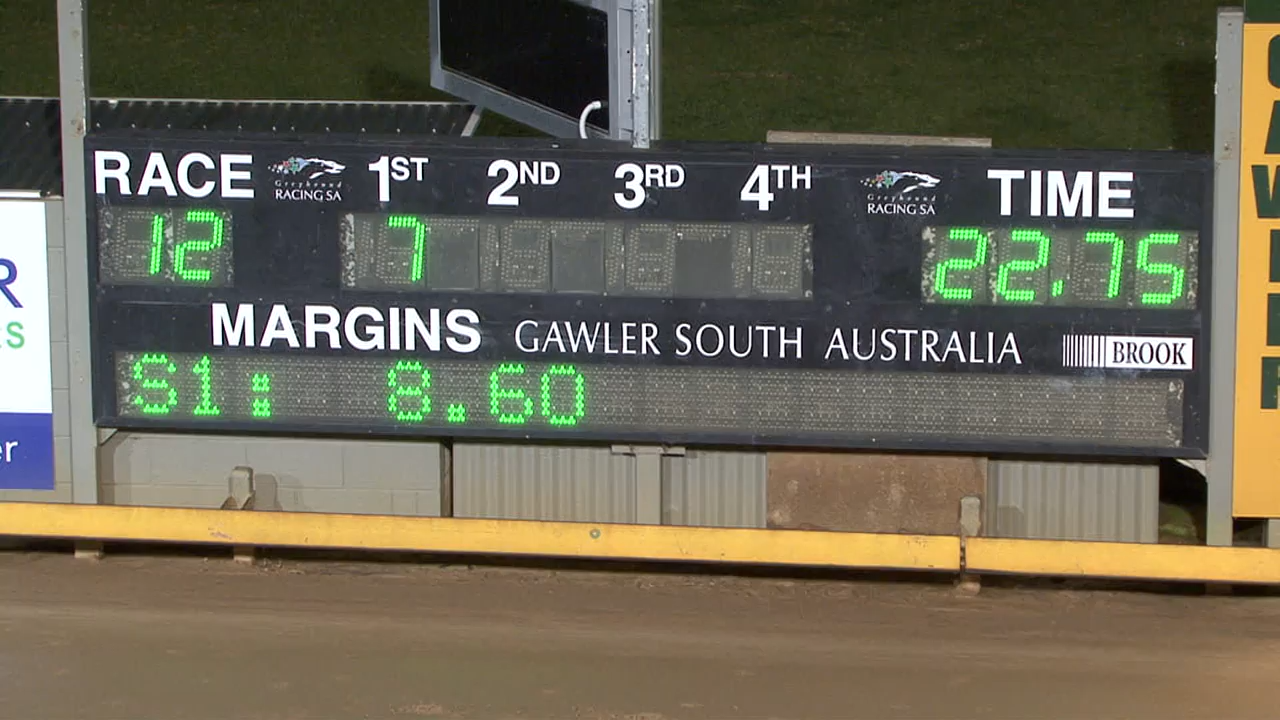 RACE Greyhound RACING SA 1ST 2ND 3RD 4TH Greyhound RACING SA TIME
12 7 22.75
MARGINS GAWLER SOUTH AUSTRALIA BROOK
S1: 8.60